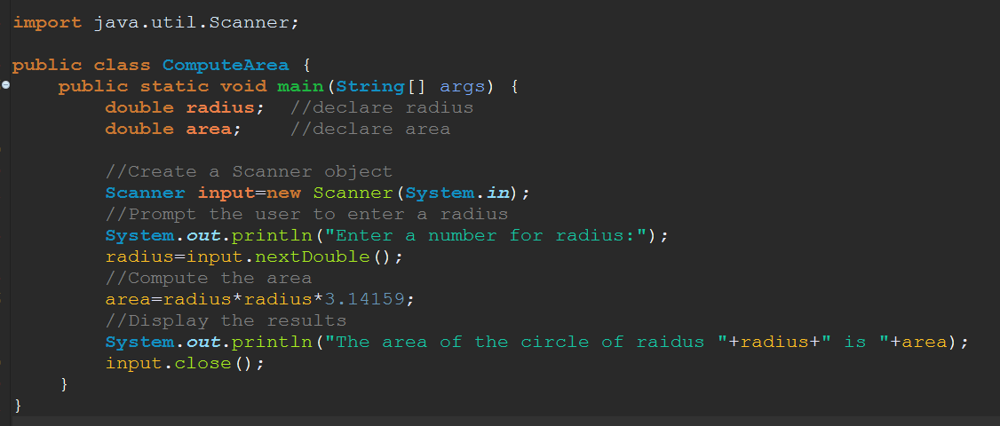 import java.util.Scanner;
public class ComputeArea {
public static void main(String[] args) {
double radius;  //declare radius
double area;    //declare area
//Create a Scanner object
Scanner input=new Scanner(System.in);
//Prompt the user to enter a radius
System.out.println("Enter a number for radius:");
radius=input.nextDouble();
//Compute the area
area=radius*radius*3.14159;
//Display the results
System.out.println("The area of the circle of raidus "+radius+" is "+area);
input.close();
}
}